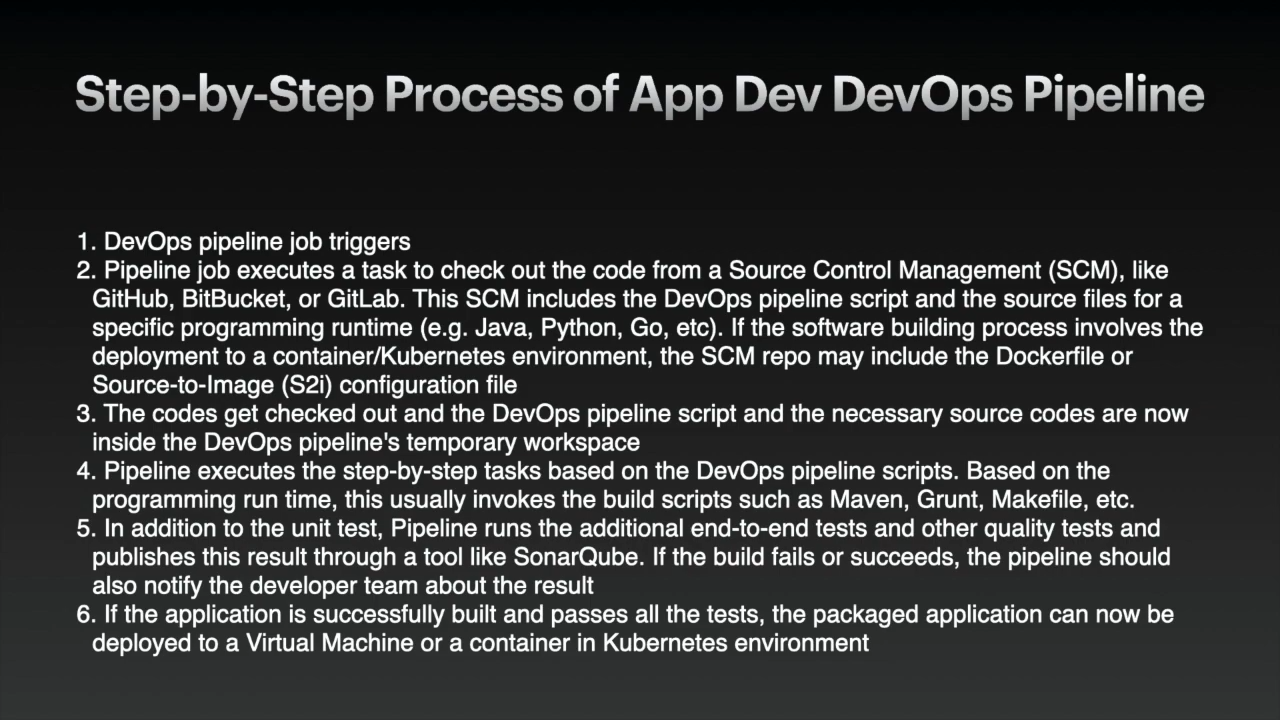 Step-by-Step Process of App Dev DevOps Pipeline
1. DevOps pipeline job triggers
2. Pipeline job executes a task to check out the code from a Source Control Management (SCM), like
GitHub, BitBucket, or GitLab. This SCM includes the DevOps pipeline script and the source files for a
specific programming runtime (e.g. Java, Python, Go, etc). If the software building process involves the
deployment to a container/Kubernetes environment, the SCM repo may include the Dockerfile or
Source-to-Image (S2i) configuration file
3. The codes get checked out and the DevOps pipeline script and the necessary source codes are now
inside the DevOps pipeline's temporary workspace
4. Pipeline executes the step-by-step tasks based on the DevOps pipeline scripts. Based on the
programming run time, this usually invokes the build scripts such as Maven, Grunt, Makefile, etc.
5. In addition to the unit test, Pipeline runs the additional end-to-end tests and other quality tests and
publishes this result through a tool like SonarQube. If the build fails or succeeds, the pipeline should
also notify the developer team about the result
6. If the application is successfully built and passes all the tests, the packaged application can now be
deployed to a Virtual Machine or a container in Kubernetes environment